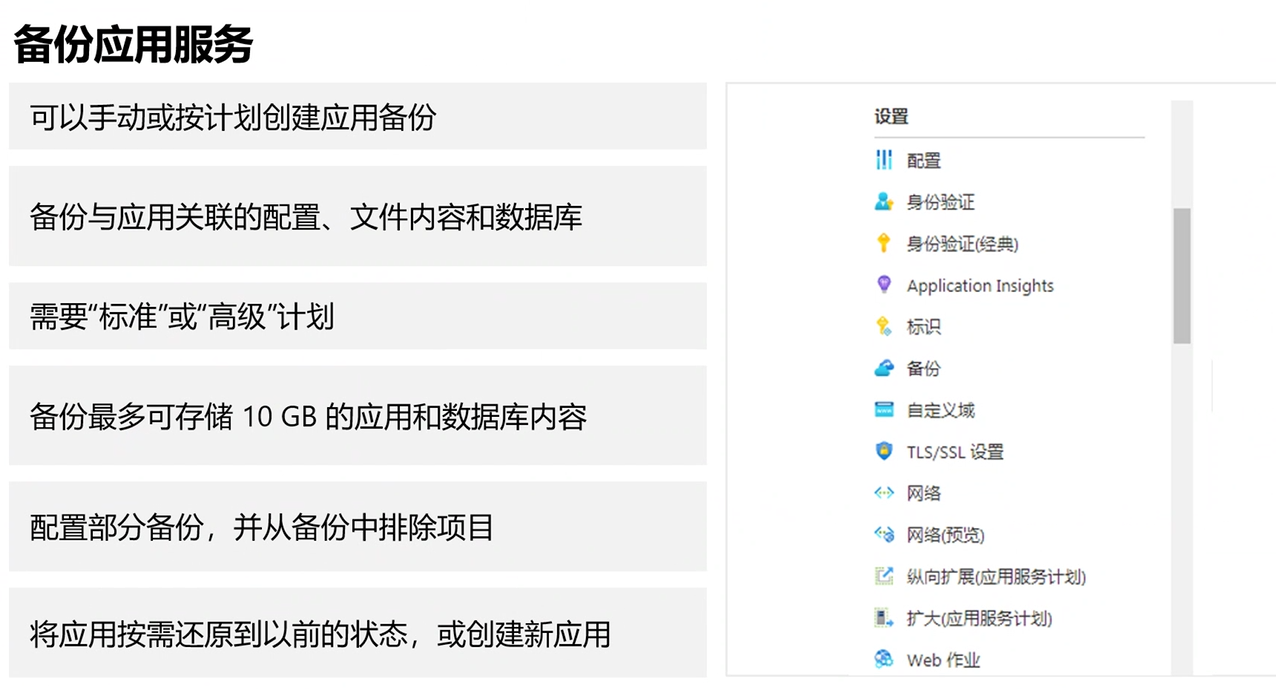 备份应用服务
可以手动或按计划创建应用备份
备份与应用关联的配置、文件内容和数据库
需要“标准”或“高级”计划
备份最多可存储 10 GB 的应用和数据库内容
配置部分备份，并从备份中排除项目
将应用按需还原到以前的状态，或创建新应用
设置
配置
身份验证
身份验证(经典)
Application Insights
标识
备份
自定义域
TLS/SSL 设置
网络
网络(预览)
纵向扩展(应用服务计划)
扩大(应用服务计划)
Web 作业